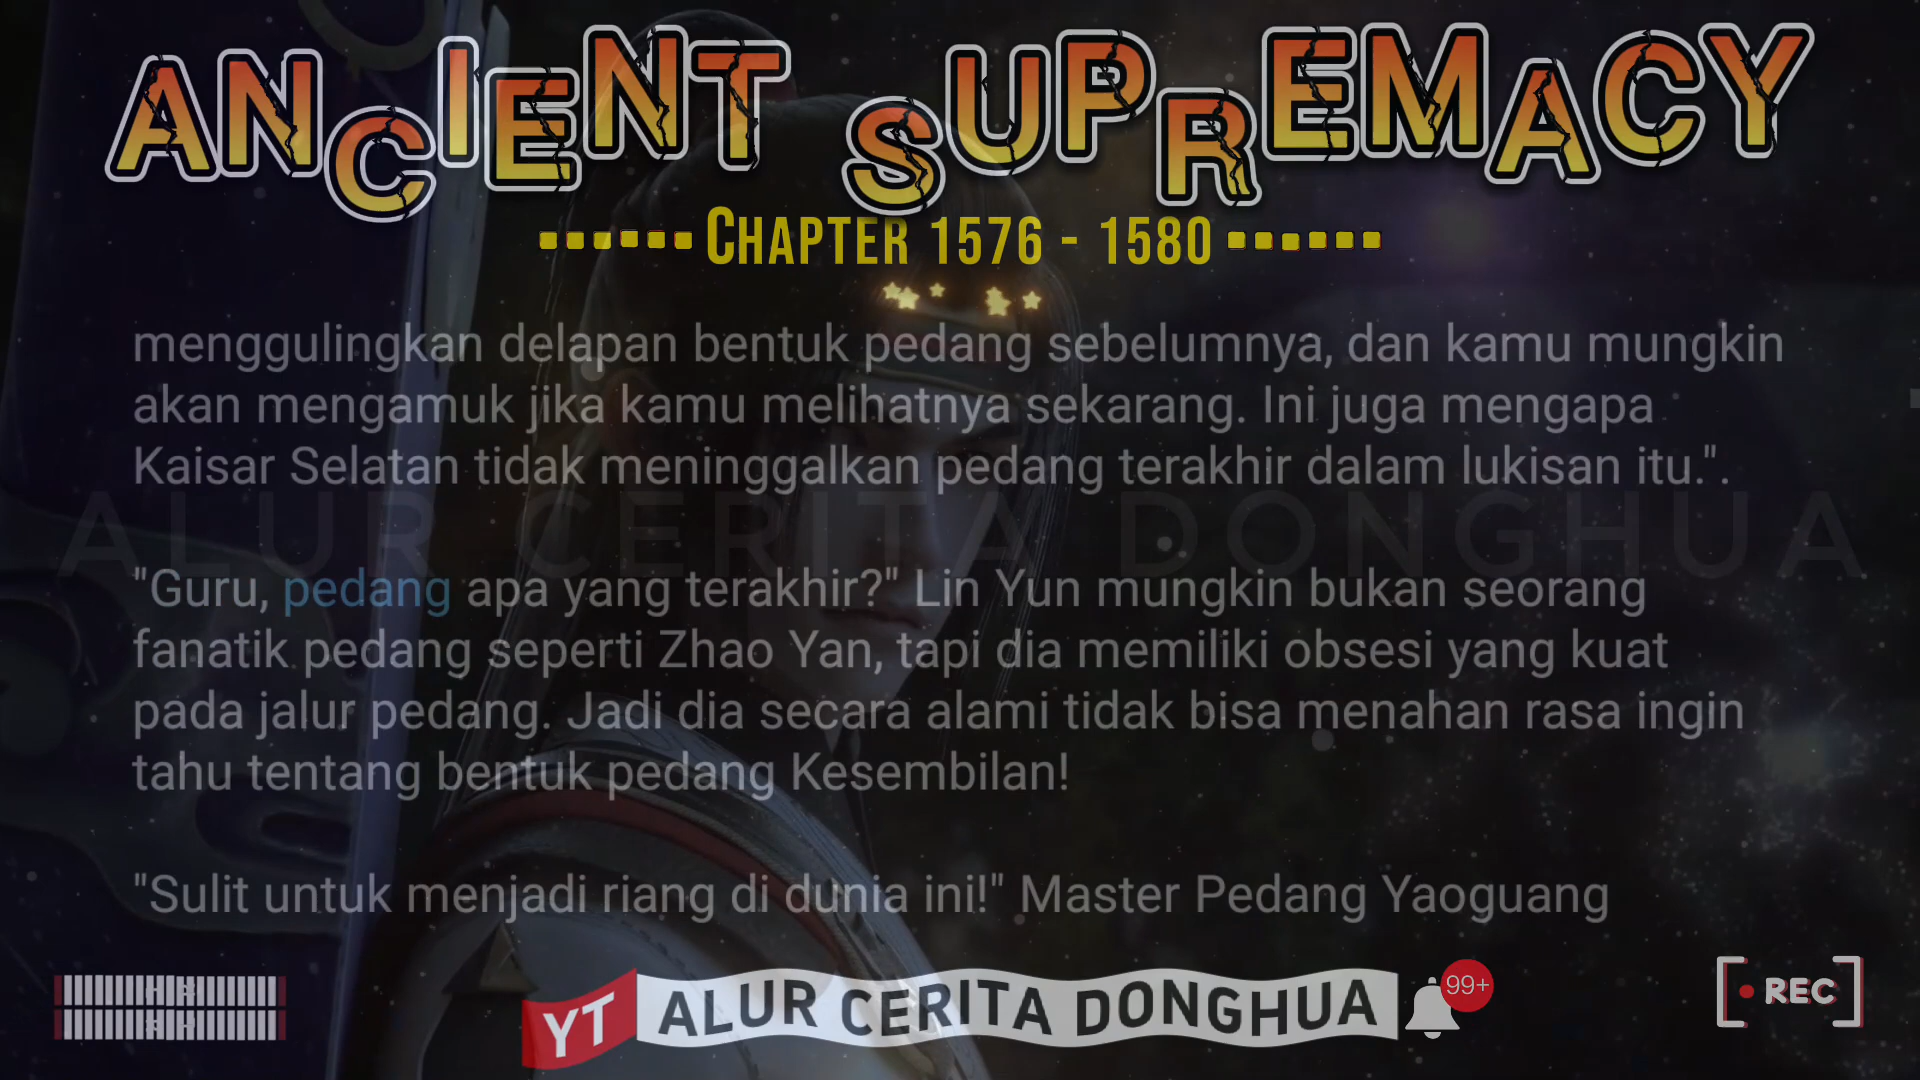 ANCIENT SUPREMACY
CHAPTER 1576 - 1580
menggulingkan delapan bentuk pedang sebelumnya, dan kamu mungkin
akan mengamuk jika kamu melihatnya sekarang. Ini juga mengapa
Kaisar Selatan tidak meninggalkan pedang terakhir dalam lukisan itu.".
ALUR CERITA DONGHUA
"Guru, pedang apa yang terakhir?" Lin Yun mungkin bukan seorang
fanatik pedang seperti Zhao Yan, tapi dia memiliki obsesi yang kuat
pada jalur pedang. Jadi dia secara alami tidak bisa menahan rasa ingin
tahu tentang bentuk pedang Kesembilan!
"Sulit untuk menjadi riang di dunia ini!" Master Pedang Yaoguang
YT ALUR CERITA DONGHUA 99+
REC